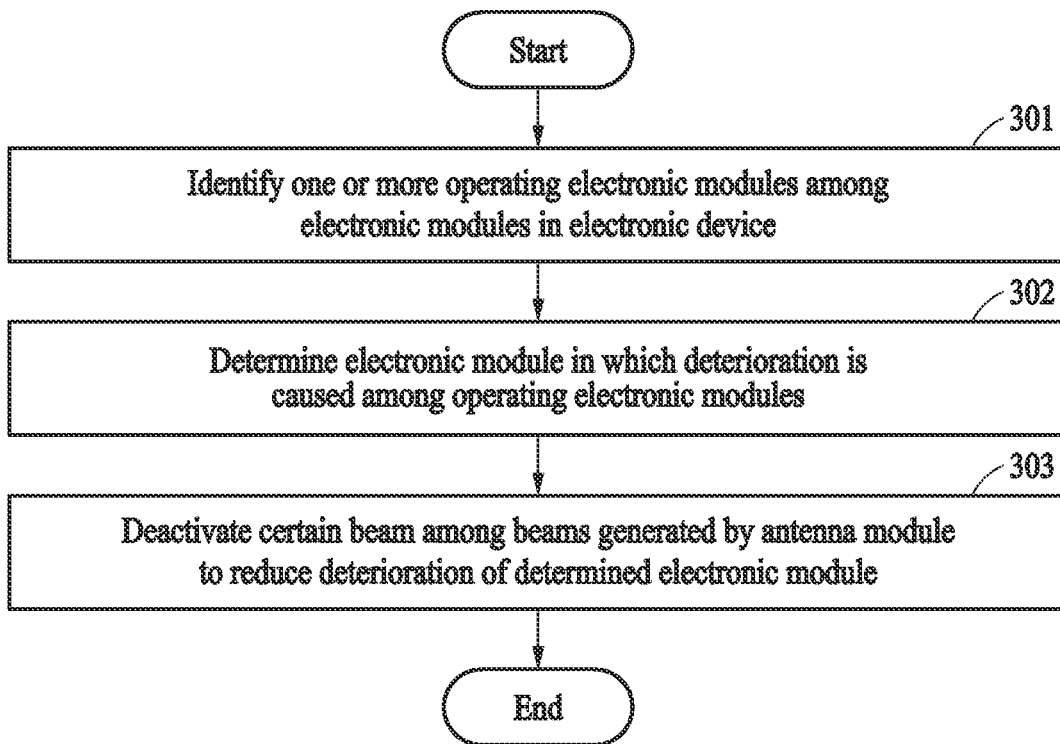 Start
301
Identify one or more operating electronic modules among
electronic modules in electronic device
302
Determine electronic module in which deterioration is
caused among operating electronic modules
303
Deactivate certain beam among beams generated by antenna module
to reduce deterioration of determined electronic module
End